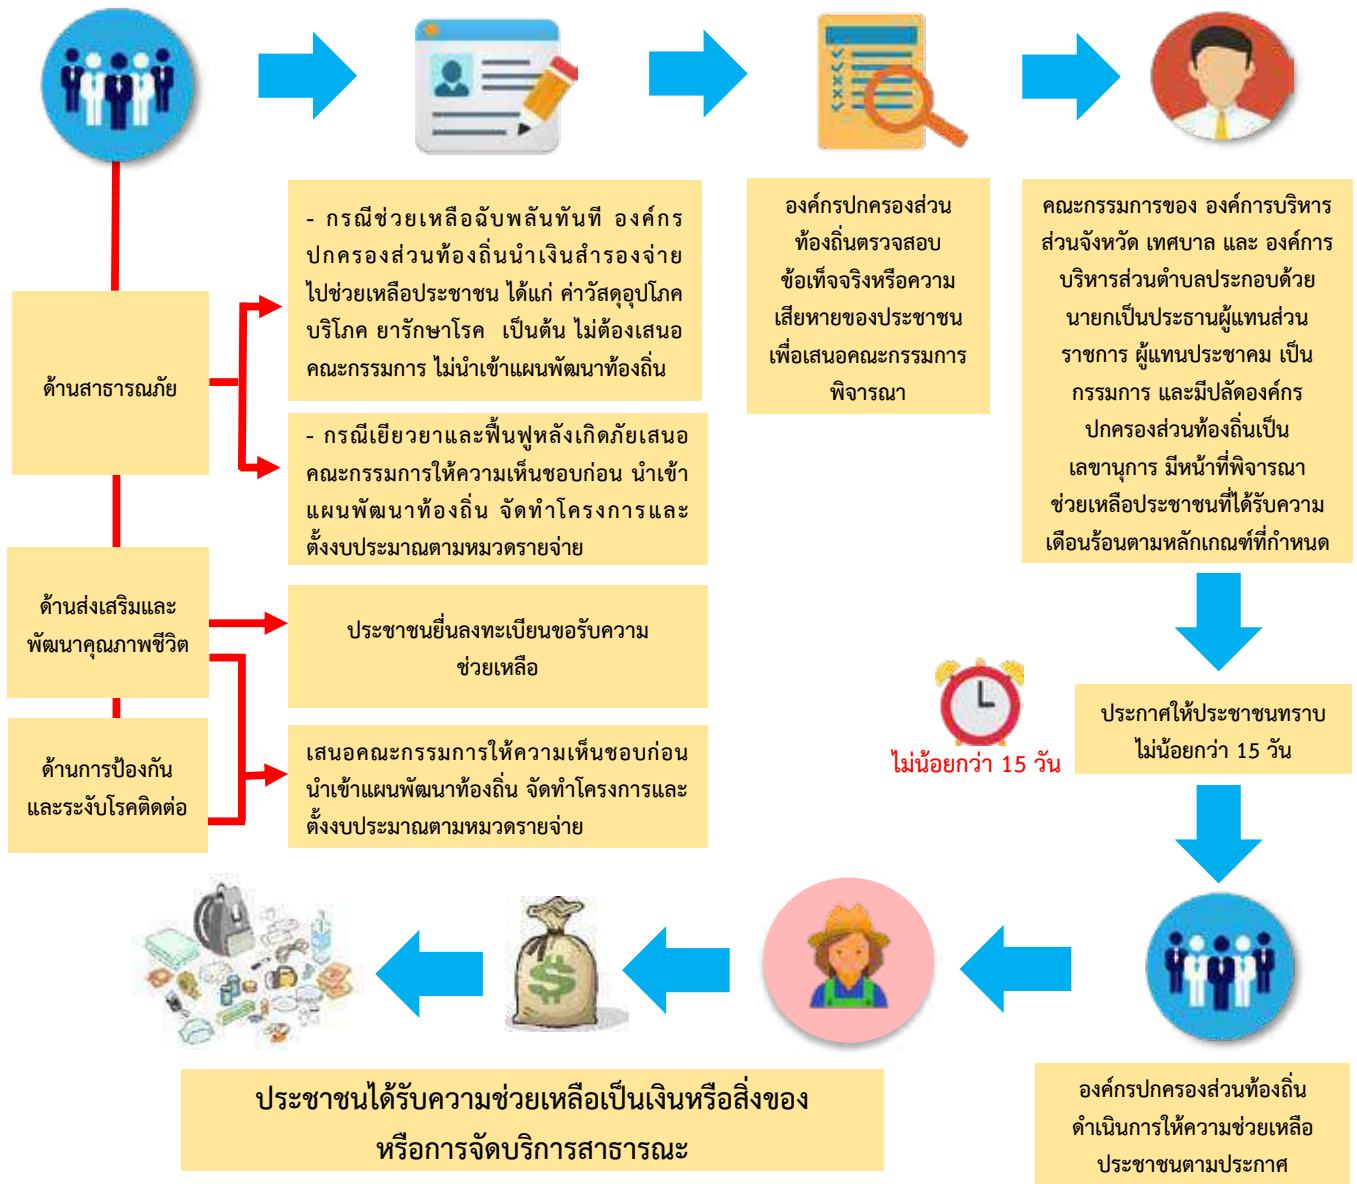 - กรณีช่วยเหลือฉับพลันทันที องค์กร
ปกครองส่วนท้องถิ่นนำเงินสำรองจ่าย
ไปช่วยเหลือประชาชน ได้แก่ ค่าวัสดุอุปโภค
บริโภค ยารักษาโรค เป็นต้น ไม่ต้องเสนอ
คณะกรรมการ ไม่นำเข้าแผนพัฒนาท้องถิ่น
องค์กรปกครองส่วน
ท้องถิ่นตรวจสอบ
ข้อเท็จจริงหรือความ
เสียหายของประชาชน
เพื่อเสนอคณะกรรมการ
พิจารณา
คณะกรรมการของ องค์การบริหาร
ส่วนจังหวัด เทศบาล และ องค์การ
บริหารส่วนตำบลประกอบด้วย
นายกเป็นประธานผู้แทนส่วน
ราชการ ผู้แทนประชาคม เป็น
กรรมการ และมีปลัดองค์กร
ปกครองส่วนท้องถิ่นเป็น
เลขานุการ มีหน้าที่พิจารณา
ช่วยเหลือประชาชนที่ได้รับความ
เดือนร้อนตามหลักเกณฑ์ที่กำหนด
ด้านสาธารณภัย
- กรณีเยียวยาและฟื้นฟูหลังเกิดภัยเสนอ
คณะกรรมการให้ความเห็นชอบก่อน นำเข้า
แผนพัฒนาท้องถิ่น จัดทำโครงการและ
ตั้งงบประมาณตามหมวดรายจ่าย
ด้านส่งเสริมและ
พัฒนาคุณภาพชีวิต
ประชาชนยื่นลงทะเบียนขอรับความ
ช่วยเหลือ
ด้านการป้องกัน
และระงับโรคติดต่อ
เสนอคณะกรรมการให้ความเห็นชอบก่อน
นำเข้าแผนพัฒนาท้องถิ่น จัดทำโครงการและ
ตั้งงบประมาณตามหมวดรายจ่าย
ไม่น้อยกว่า 15 วัน
ประกาศให้ประชาชนทราบ
ไม่น้อยกว่า 15 วัน
องค์กรปกครองส่วนท้องถิ่น
ดำเนินการให้ความช่วยเหลือ
ประชาชนตามประกาศ
ประชาชนได้รับความช่วยเหลือเป็นเงินหรือสิ่งของ
หรือการจัดบริการสาธารณะ